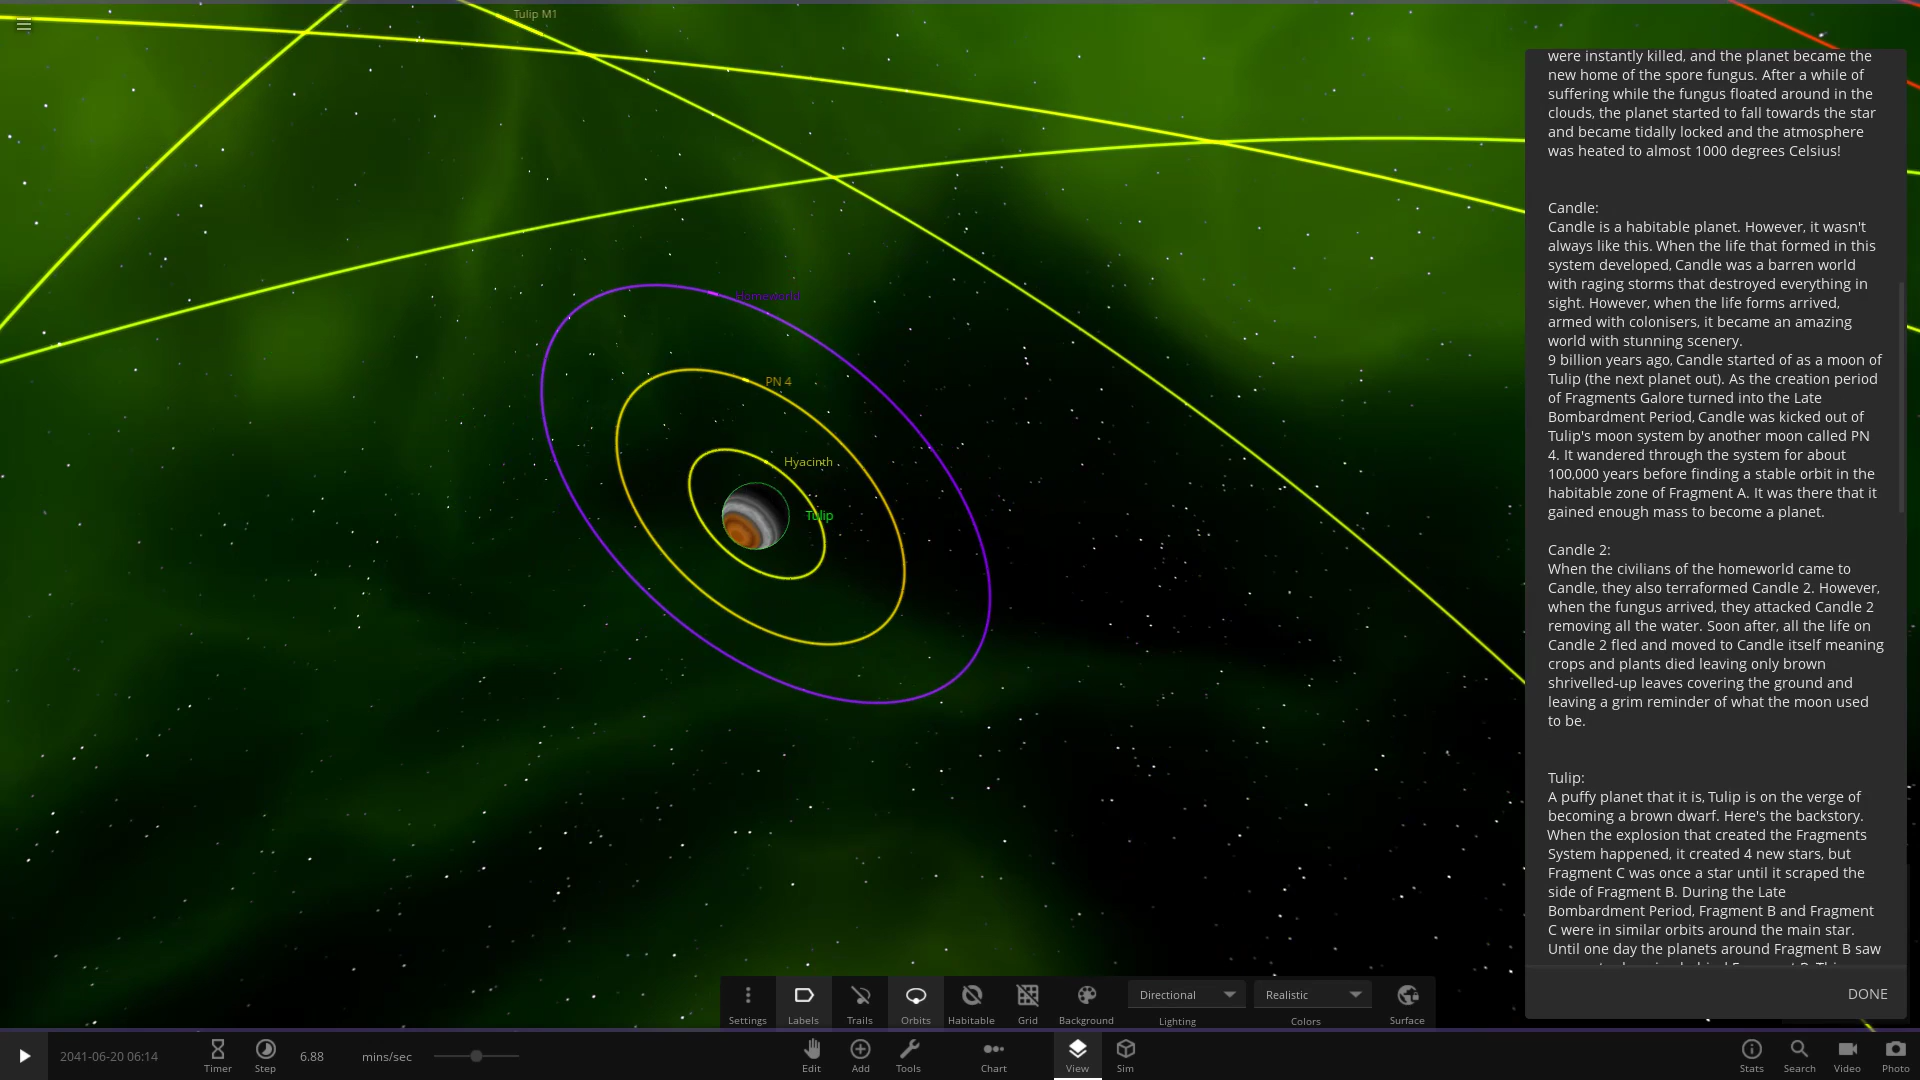 Tulip M1
were instantly killed, and the planet became the
new home of the spore fungus. After a while of
suffering while the fungus floated around in the
clouds, the planet started to fall towards the star
and became tidally locked and the atmosphere
was heated to almost 1000 degrees Celsius!
Candle:
Candle is a habitable planet. However, it wasn't
always like this. When the life that formed in this
system developed, Candle was a barren world
with raging storms that destroyed everything in
sight. However, when the life forms arrived,
armed with colonisers, it became an amazing
world with stunning scenery.
9 billion years ago, Candle started of as a moon of
Tulip (the next planet out). As the creation period
of Fragments Galore turned into the Late
Bombardment Period, Candle was kicked out of
Tulip's moon system by another moon called PN
4. It wandered through the system for about
100,000 years before finding a stable orbit in the
habitable zone of Fragment A. It was there that it
gained enough mass to become a planet.
Candle 2:
When the civilians of the homeworld came to
Candle, they also terraformed Candle 2. However,
when the fungus arrived, they attacked Candle 2
removing all the water. Soon after, all the life on
Candle 2 fled and moved to Candle itself meaning
crops and plants died leaving only brown
shrivelled-up leaves covering the ground and
leaving a grim reminder of what the moon used
to be.
Tulip:
A puffy planet that it is, Tulip is on the verge of
becoming a brown dwarf. Here's the backstory.
When the explosion that created the Fragments
System happened, it created 4 new stars, but
Fragment C was once a star until it scraped the
side of Fragment B. During the Late
Bombardment Period, Fragment B and Fragment
C were in similar orbits around the main star.
Until one day the planets around Fragment B saw
DONE
Homeworld
PN 4
Hyacinth
Tulip
Settings
Labels
Trails
Orbits
Habitable
Grid
Background
Directional
Lighting
Realistic
Colors
Surface
2041-06-20 06:14
Timer
Step
6.88
mins/sec
Edit
Add
Tools
Chart
View
Sim
Stats
Search
Video
Photo